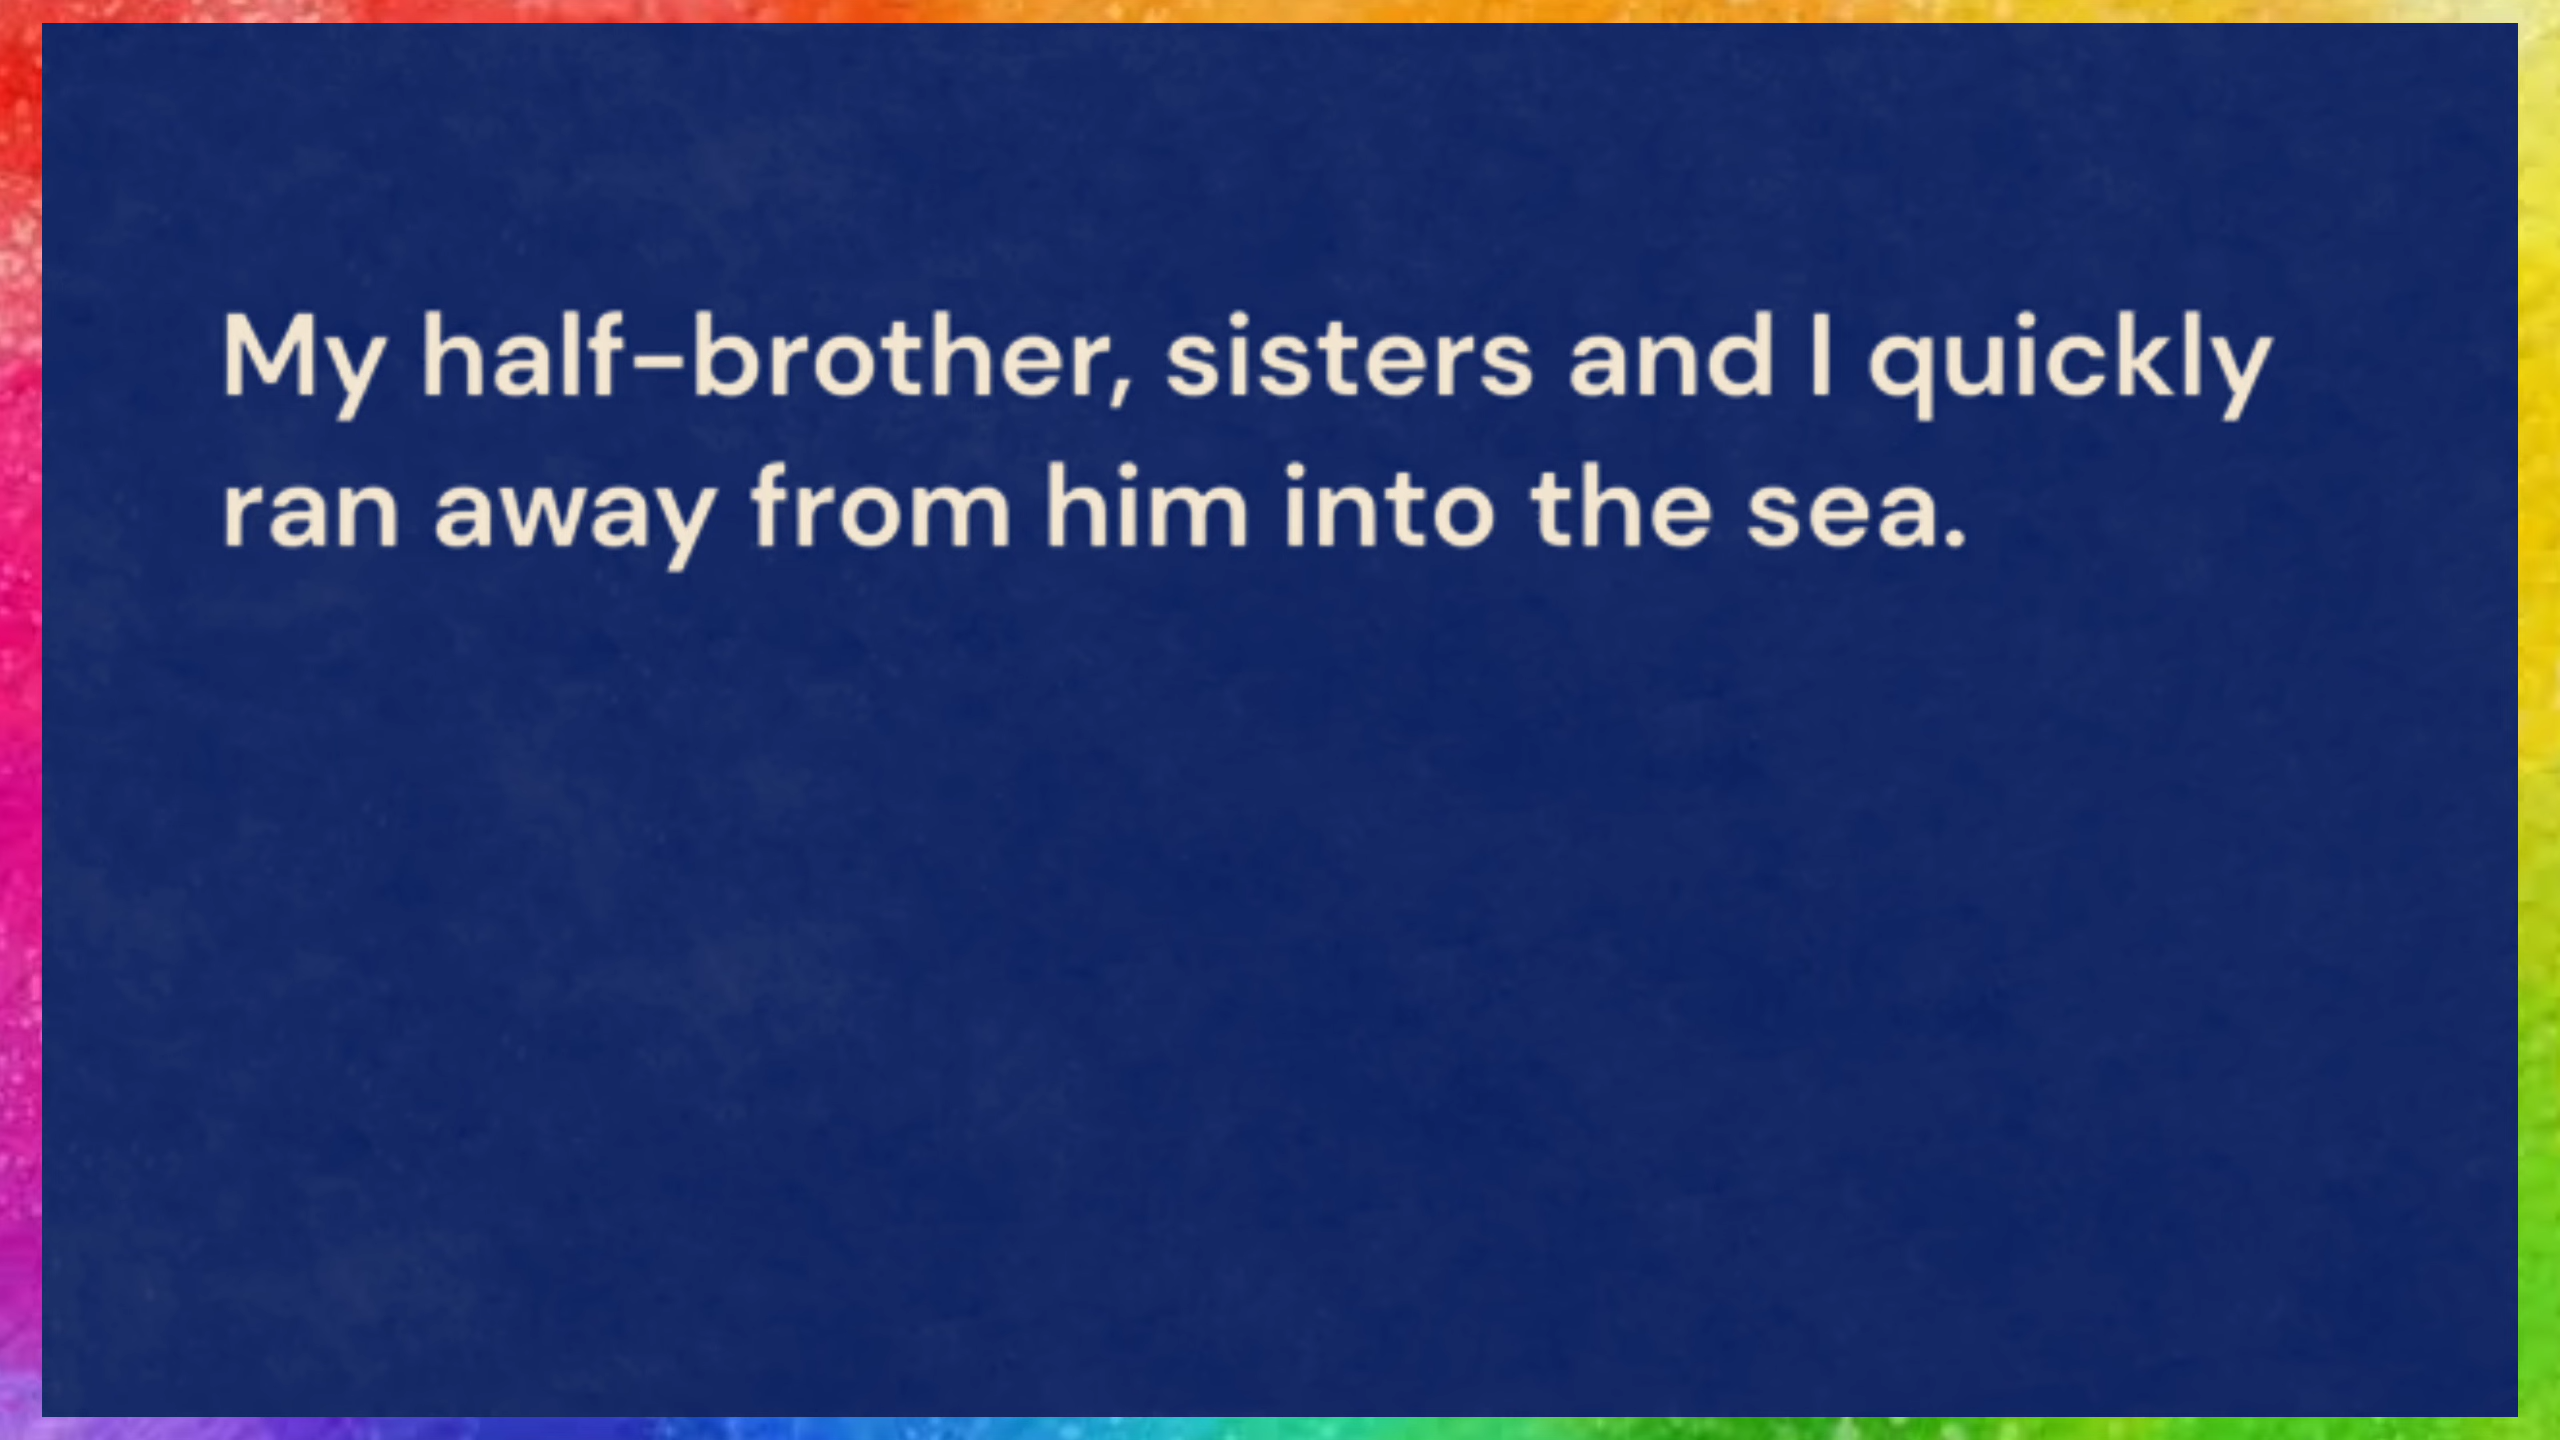 My half-brother, sisters and I quickly
ran away from him into the sea.